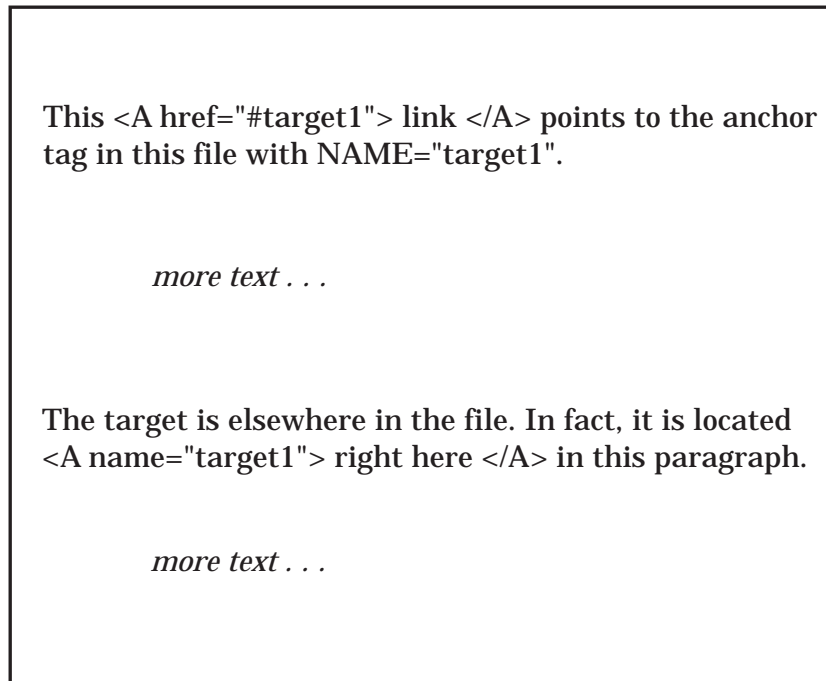 This <A href="#target1"> link </A> points to the anchor
tag in this file with NAME="target1".
more text . . .
The target is elsewhere in the file. In fact, it is located
<A name="target1"> right here </A> in this paragraph.
more text . . .